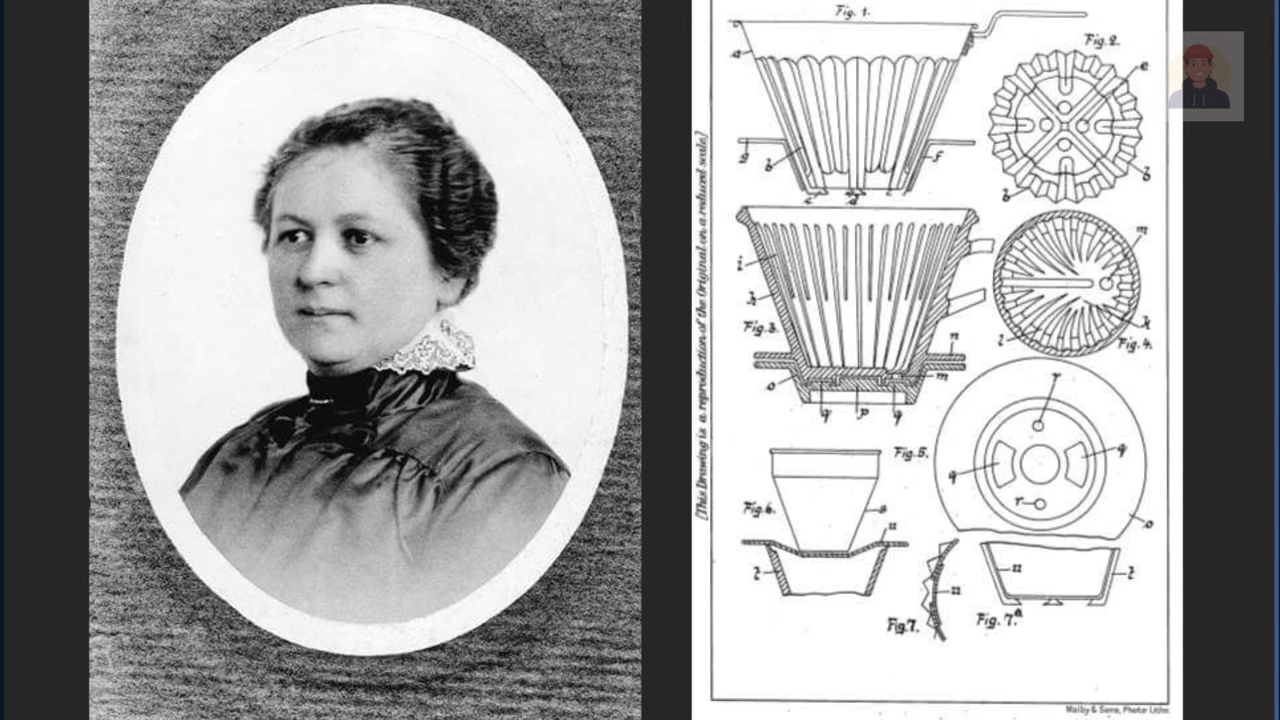 Fig. 1.
a
Fig. 2.
e
g
b
f
c
d
b
b
i
h
Fig. 3.
m
k
l
Fig. 4.
n
o
m
q
p
q
r
Fig. 5.
q
q
r
o
Fig. 6.
s
u
l
u
u
l
Fig. 7.
Fig. 7.ª
[This Drawing is a reproduction of the Original on a reduced scale]
Malby & Sons, Photo-Litho.